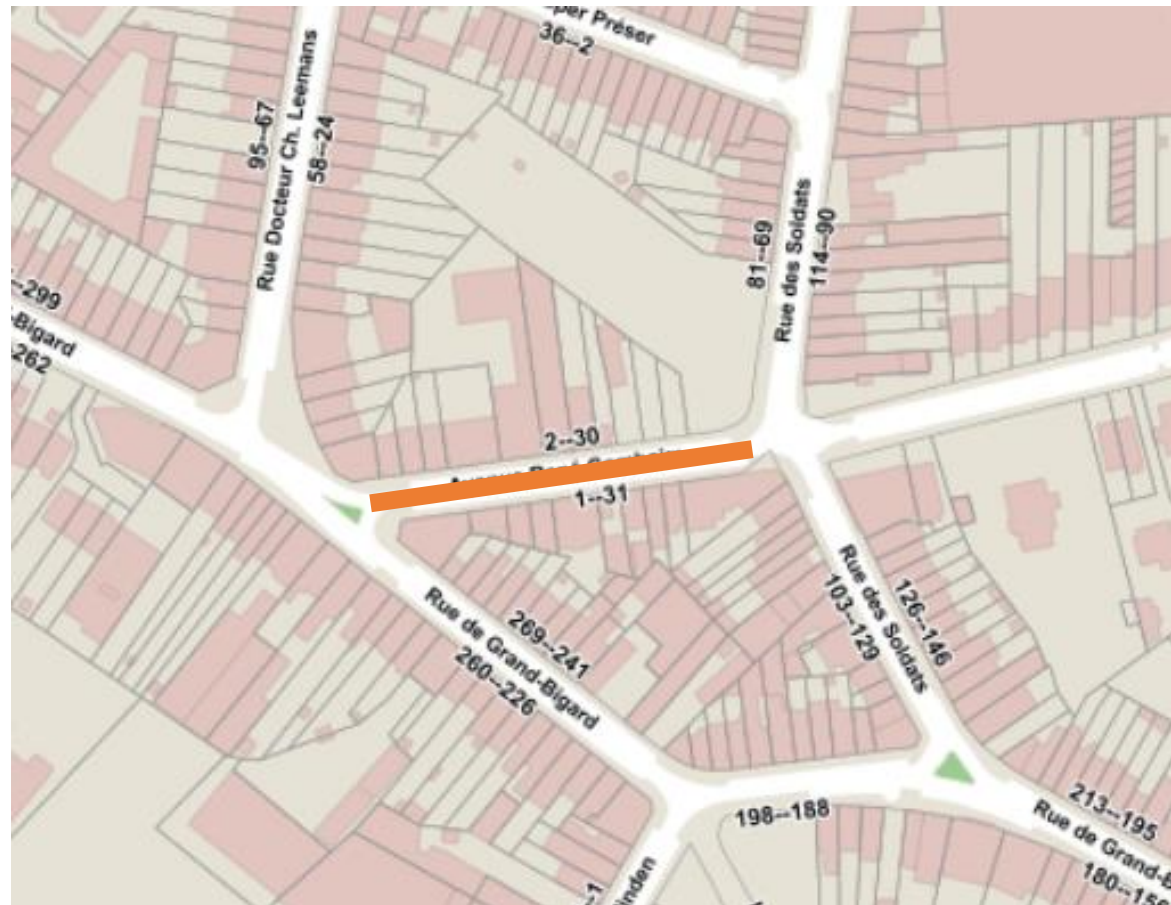 36--2
95--67
Rue Docteur Ch. Leemans
58--24
81--69
Rue des Soldats
114--90
299
Bigard
262
2--30
Avenue
1--31
Rue de Grand-Bigard
269--241
260--226
Rue des Soldats
103--129
126--146
198--188
213--195
Rue de Grand-B
180--156